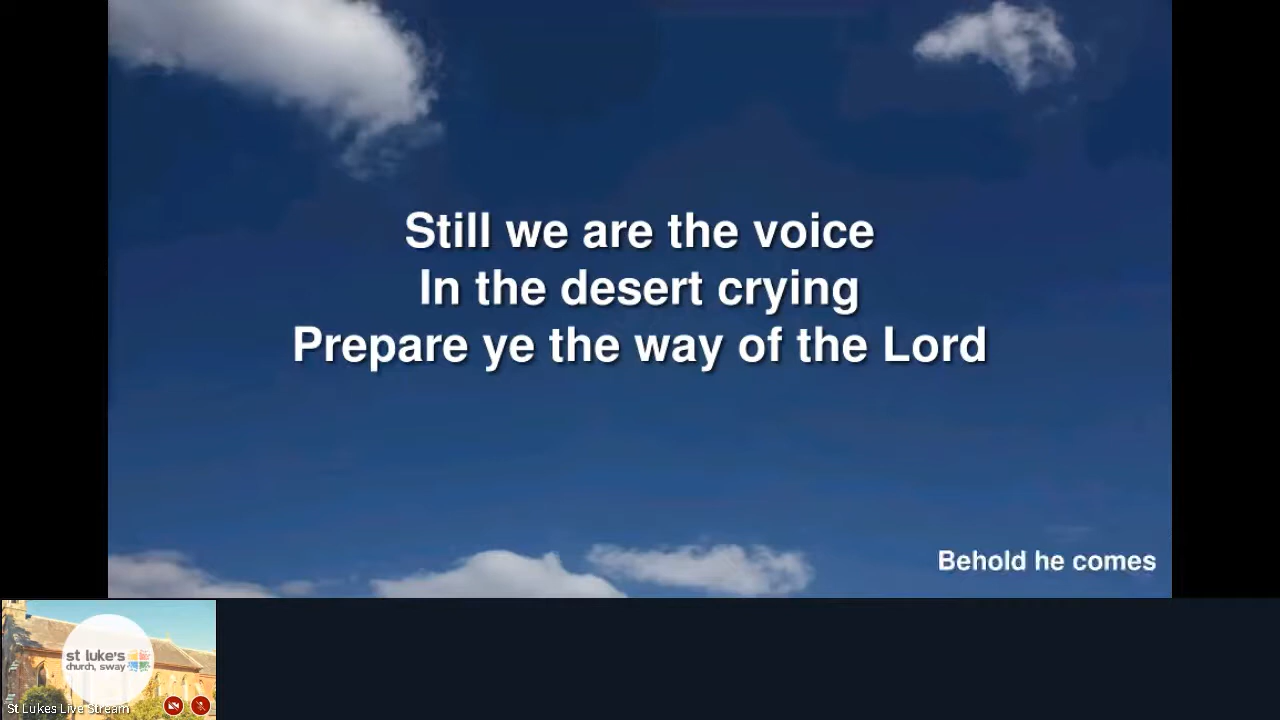 Still we are the voice
In the desert crying
Prepare ye the way of the Lord
Behold he comes
st luke's
church, sway
St Lukes Live Stream